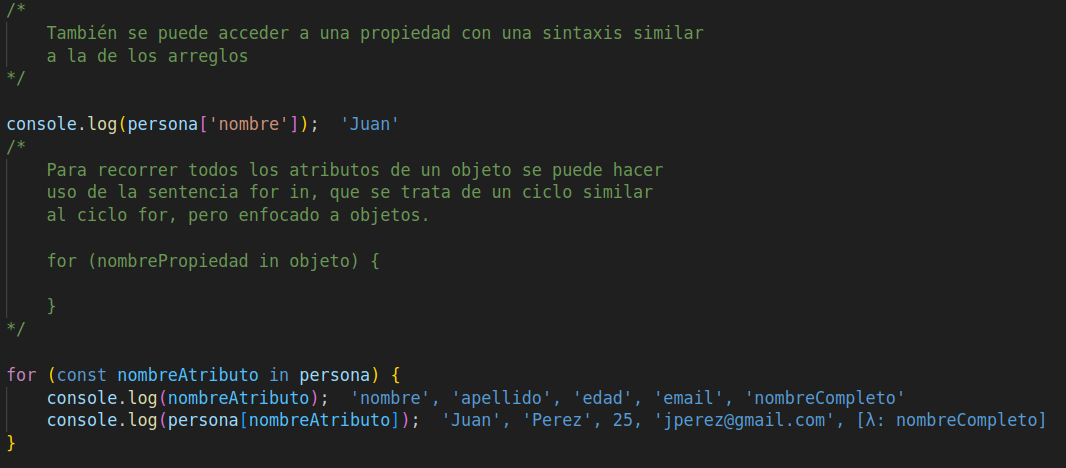 /*
También se puede acceder a una propiedad con una sintaxis similar
a la de los arreglos
*/
console.log(persona['nombre']);  'Juan'
/*
Para recorrer todos los atributos de un objeto se puede hacer
uso de la sentencia for in, que se trata de un ciclo similar
al ciclo for, pero enfocado a objetos.
for (nombrePropiedad in objeto) {
}
*/
for (const nombreAtributo in persona) {
console.log(nombreAtributo);  'nombre', 'apellido', 'edad', 'email', 'nombreCompleto'
console.log(persona[nombreAtributo]);  'Juan', 'Perez', 25, 'jperez@gmail.com', [λ: nombreCompleto]
}